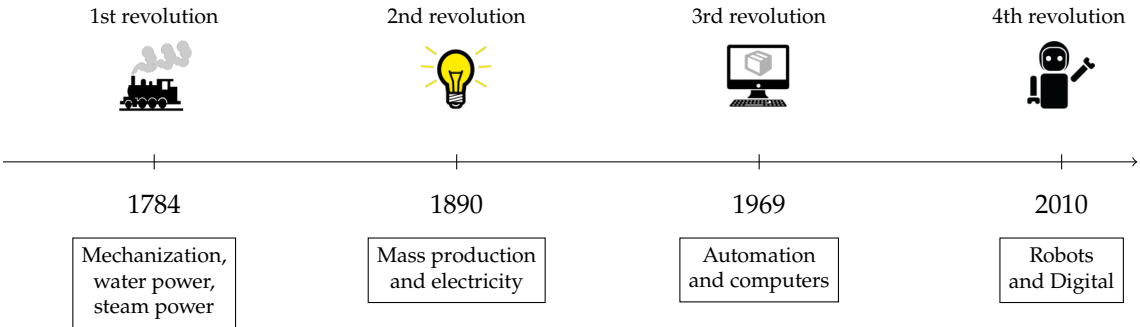 1st revolution
2nd revolution
3rd revolution
4th revolution
1784
1890
1969
2010
Mechanization,
water power,
steam power
Mass production
and electricity
Automation
and computers
Robots
and Digital